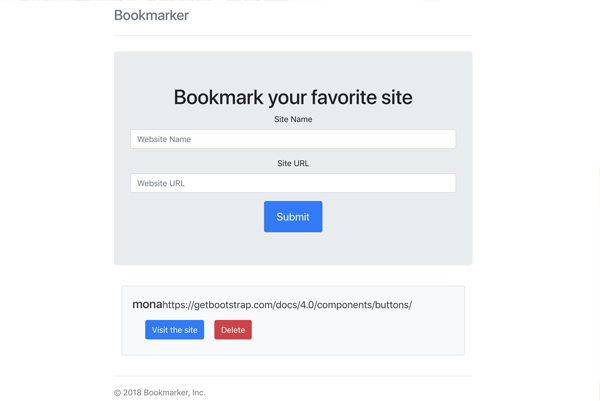 Bookmarker
Bookmark your favorite site
Site Name
Website Name
Site URL
Website URL
Submit
monahttps://getbootstrap.com/docs/4.0/components/buttons/
Visit the site Delete
© 2018 Bookmarker, Inc.